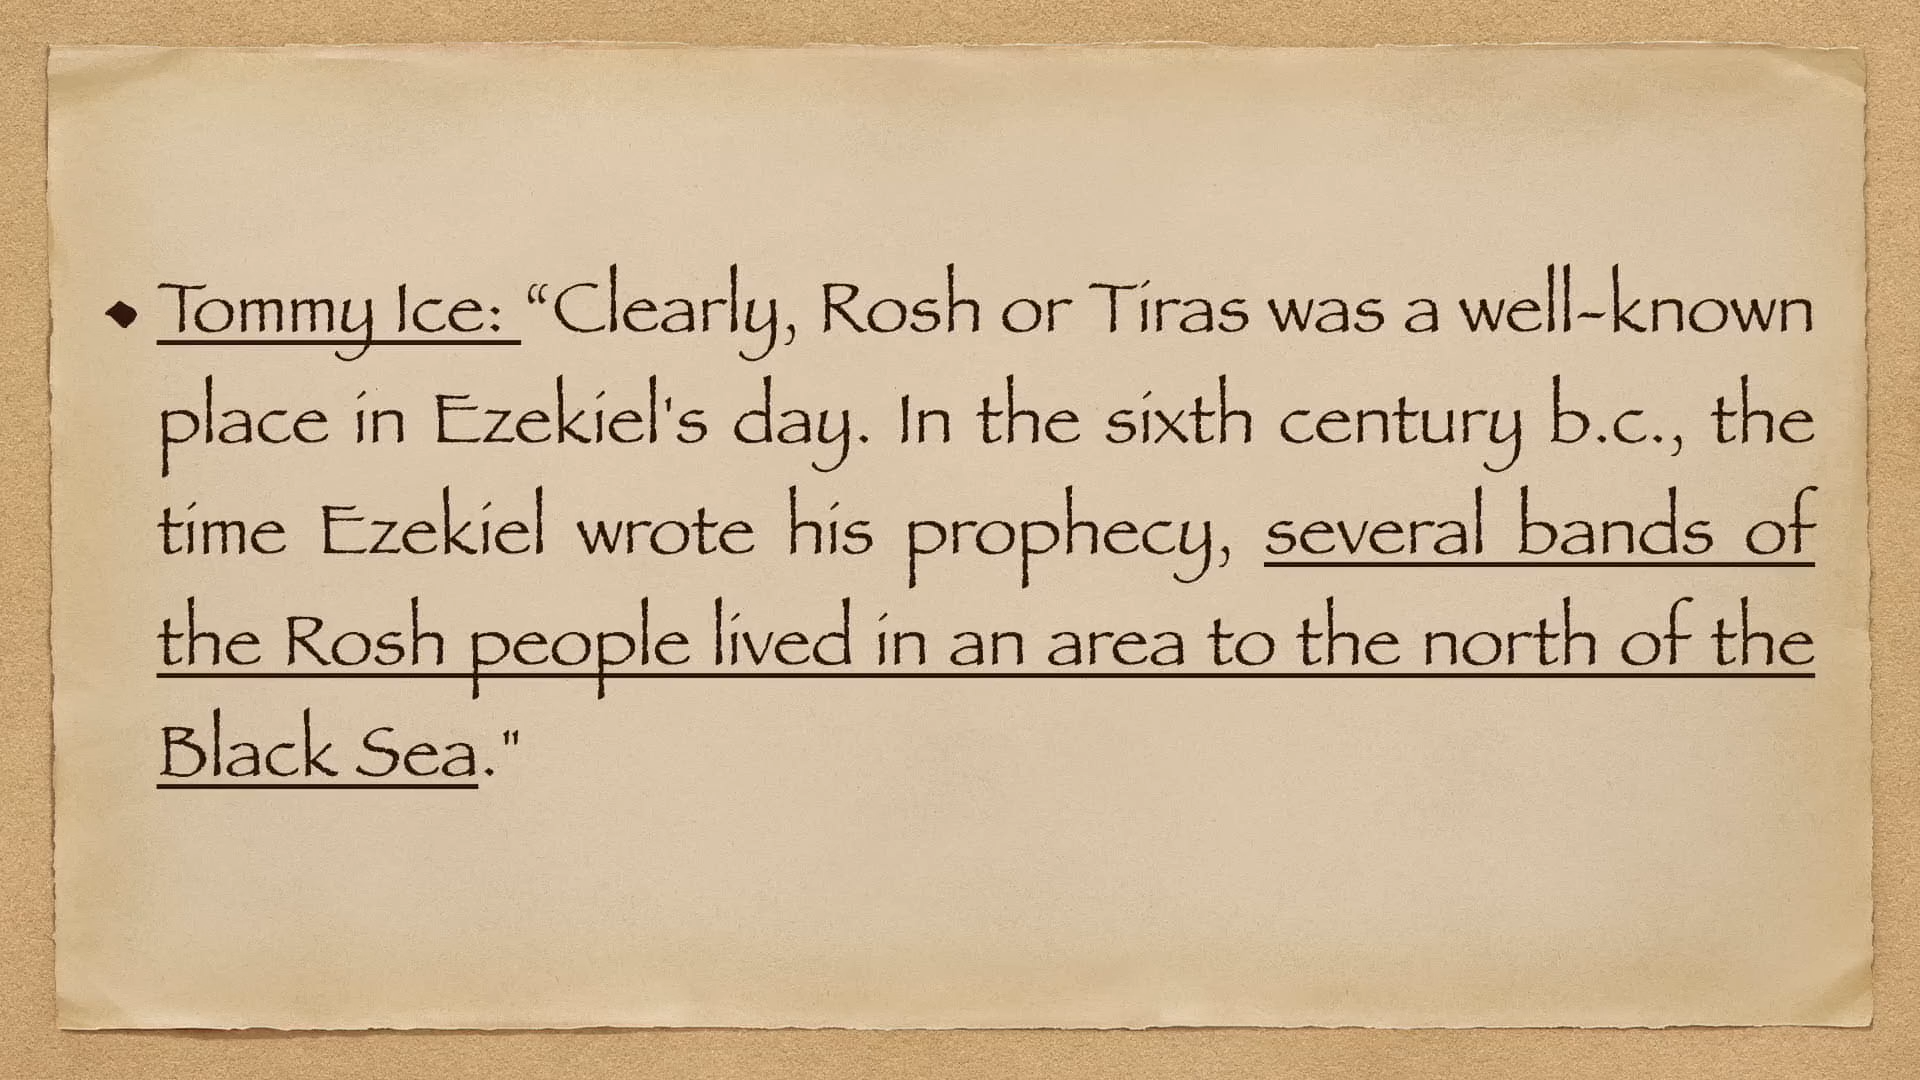 • Tommy Ice: “Clearly, Rosh or Tiras was a well-known
place in Ezekiel's day. In the sixth century b.c., the
time Ezekiel wrote his prophecy, several bands of
the Rosh people lived in an area to the north of the
Black Sea."